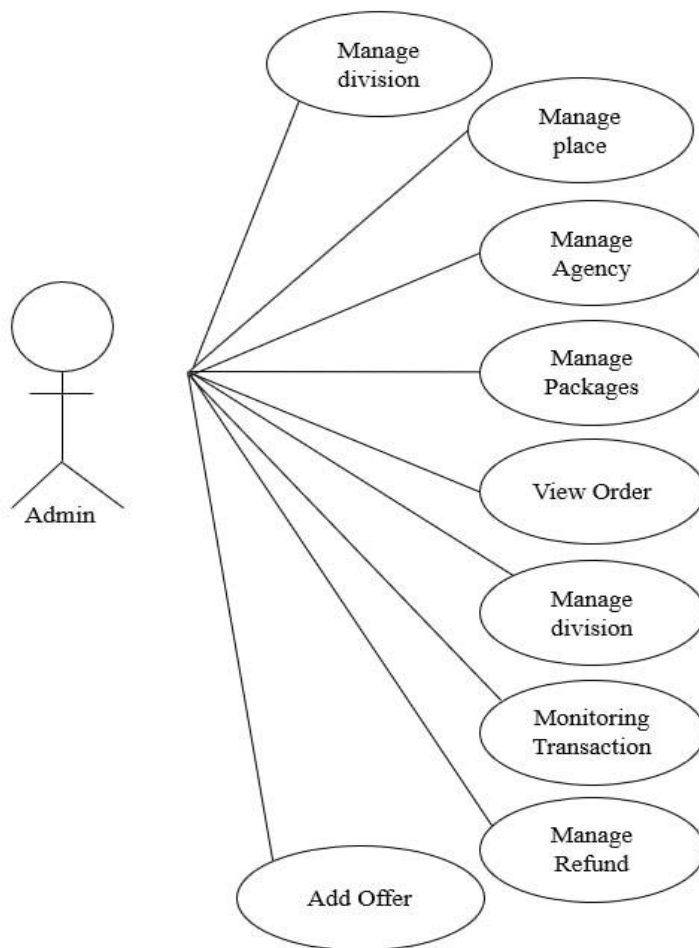 Manage
division
Manage
place
Manage
Agency
Manage
Packages
View Order
Admin
Manage
division
Monitoring
Transaction
Manage
Refund
Add Offer